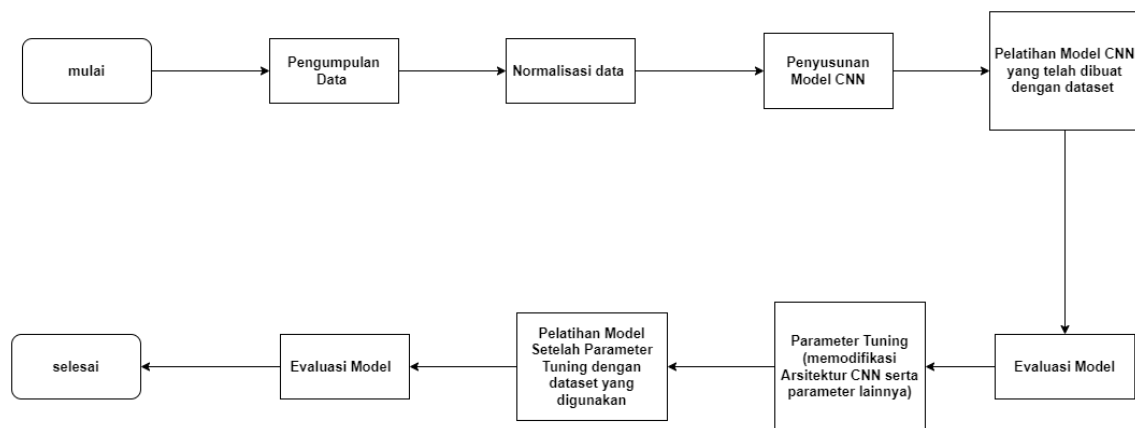 mulai
Pengumpulan
Data
Normalisasi data
Penyusunan
Model CNN
Pelatihan Model CNN
yang telah dibuat
dengan dataset
Evaluasi Model
Parameter Tuning
(memodifikasi
Arsitektur CNN serta
parameter lainnya)
Pelatihan Model
Setelah Parameter
Tuning dengan
dataset yang
digunakan
Evaluasi Model
selesai